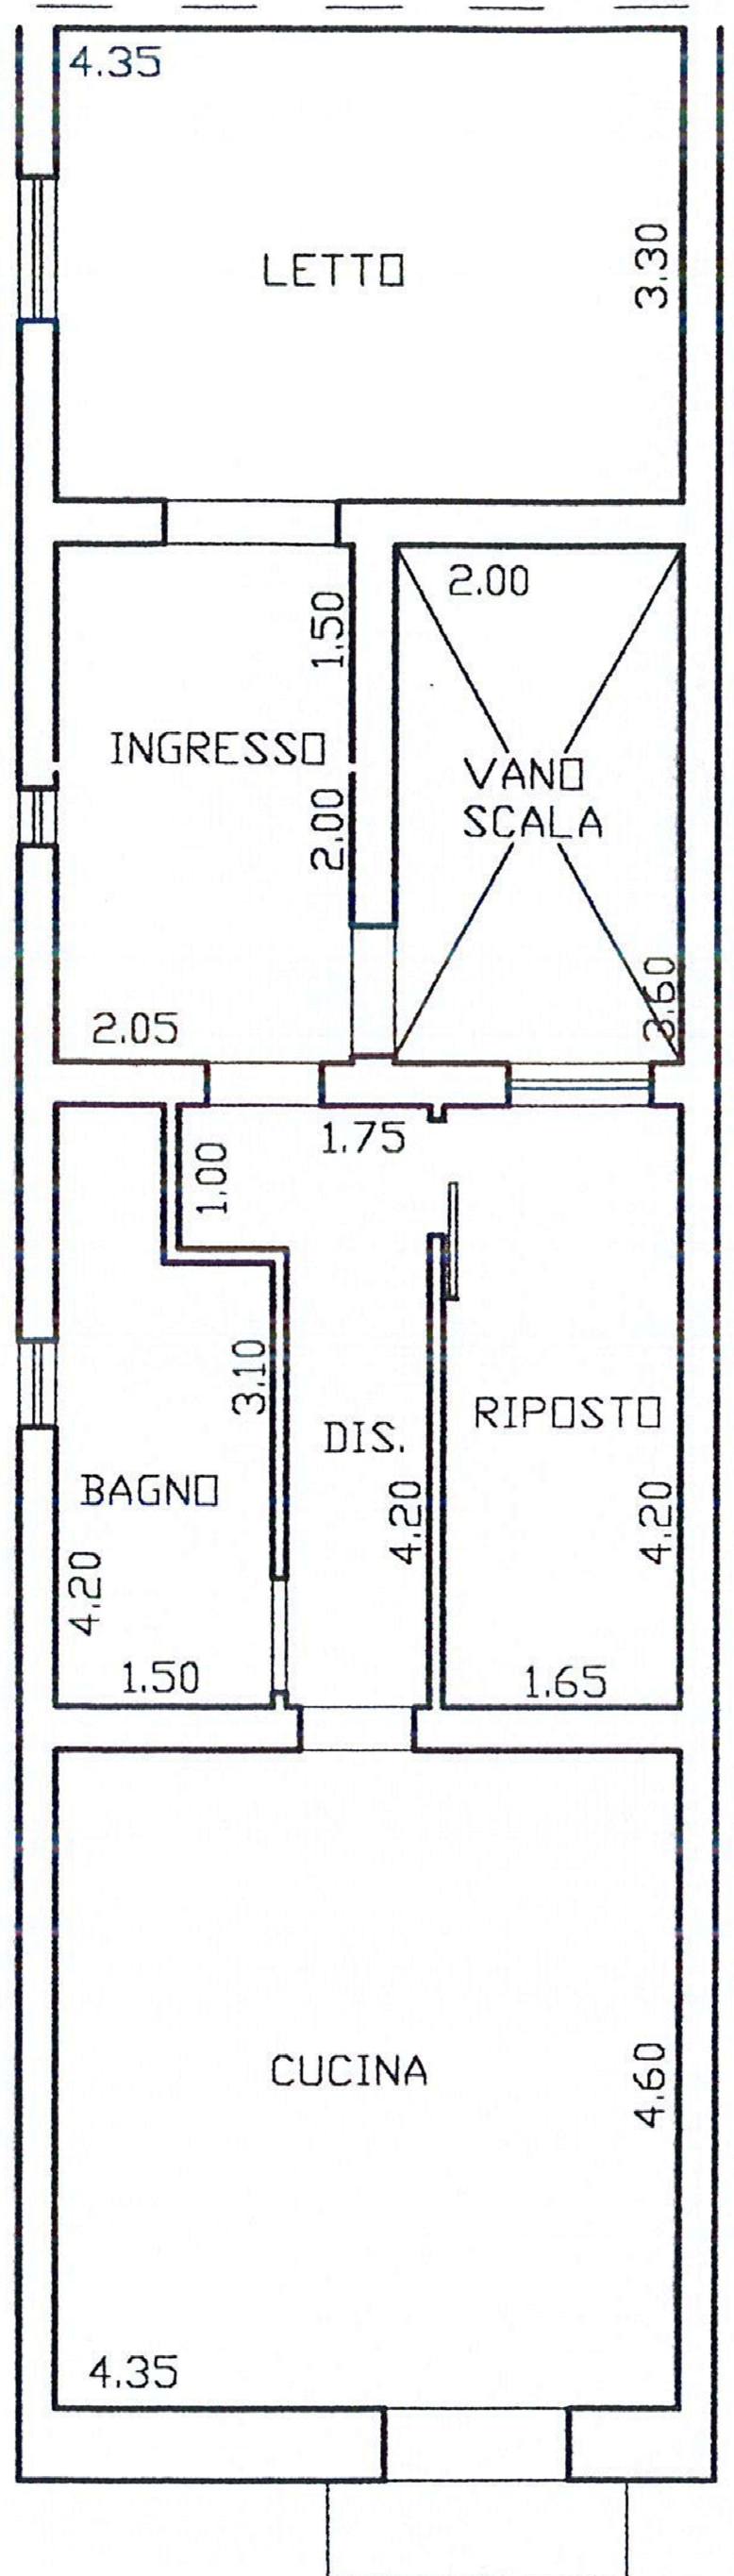 4.35
LETTO
3.30
2.00
1.50
INGRESSO
VANO
SCALA
2.00
3.60
2.05
1.75
1.00
3.10
RIPOSTO
DIS.
BAGNO
4.20
4.20
4.20
1.50
1.65
CUCINA
4.60
4.35